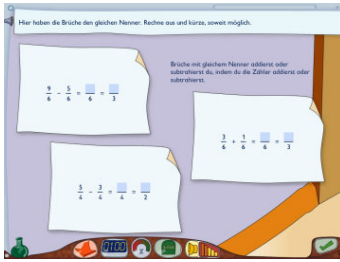 Hier haben die Brüche den gleichen Nenner. Rechne aus und kürze, soweit möglich.
Brüche mit gleichem Nenner addierst oder
subtrahierst du, indem du die Zähler addierst oder
subtrahierst.
9/6 - 5/6 = /6 = /3
3/6 + 1/6 = /6 = /3
5/4 - 3/4 = /4 = /2